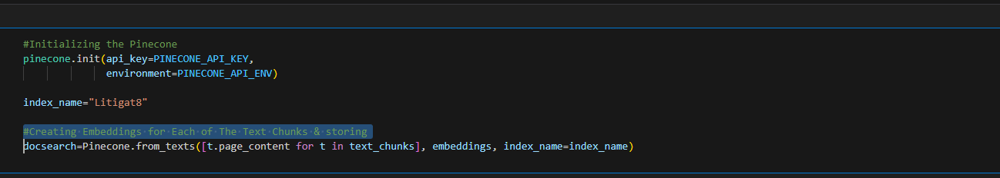 #Initializing the Pinecone
pinecone.init(api_key=PINECONE_API_KEY,
              environment=PINECONE_API_ENV)
index_name="Litigat8"
#Creating Embeddings for Each of The Text Chunks & storing
docsearch=Pinecone.from_texts([t.page_content for t in text_chunks], embeddings, index_name=index_name)